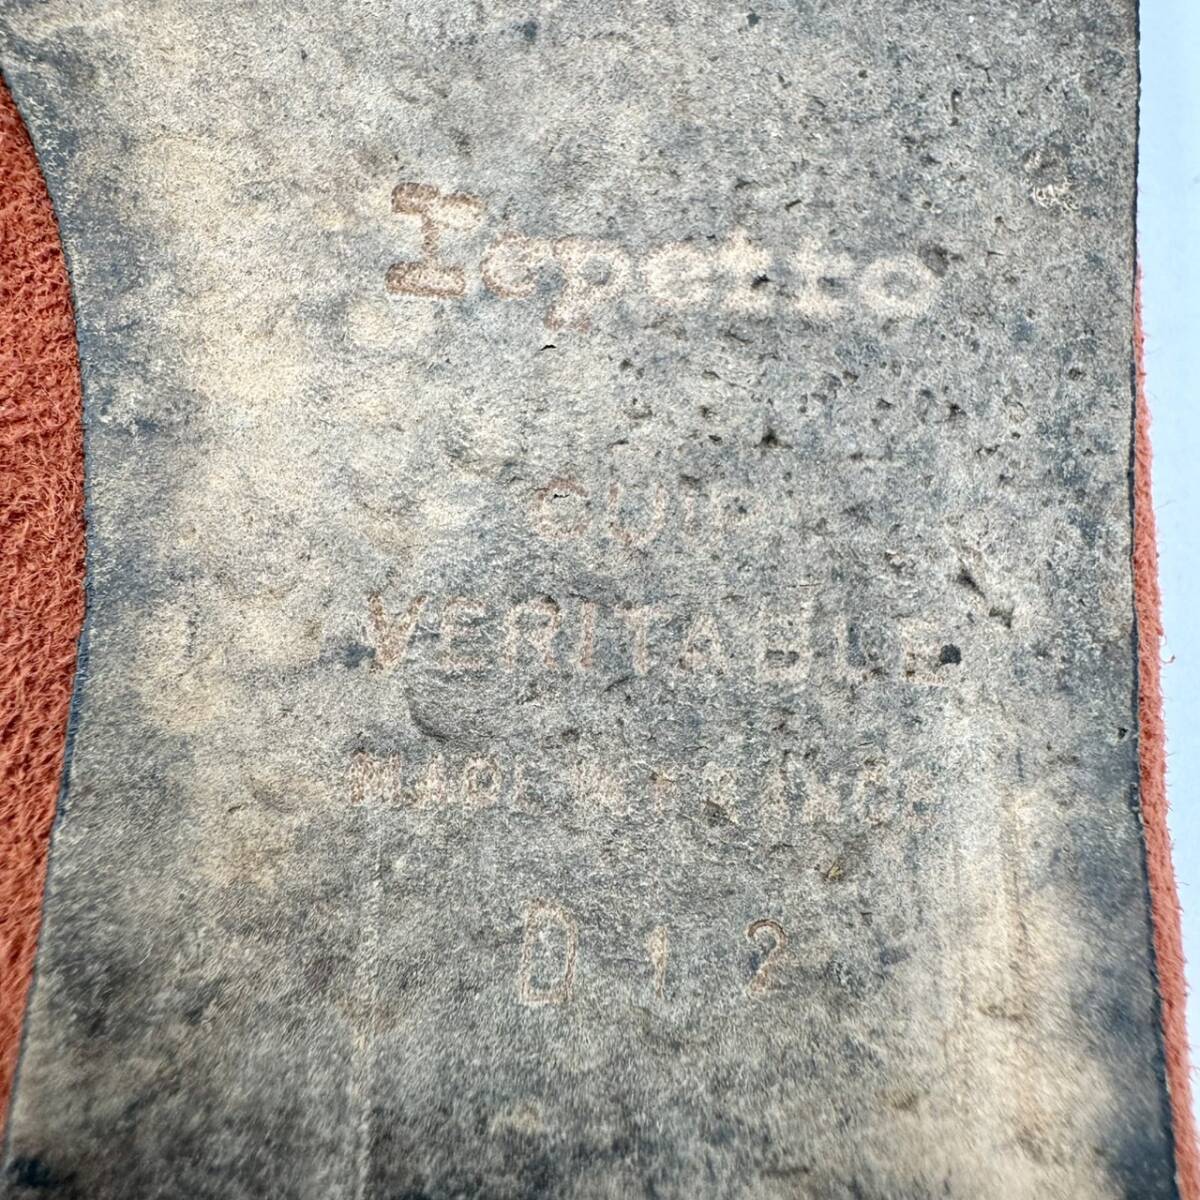 repetto
CUIR
VERITABLE
MADE IN FRANCE
D 1 2